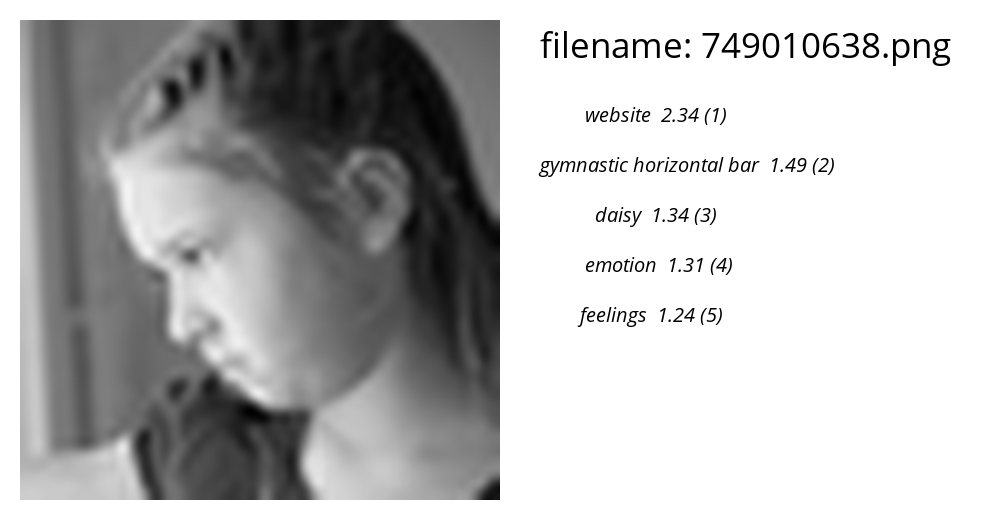 filename: 749010638.png
website 2.34 (1)
gymnastic horizontal bar 1.49 (2)
daisy 1.34 (3)
emotion 1.31 (4)
feelings 1.24 (5)